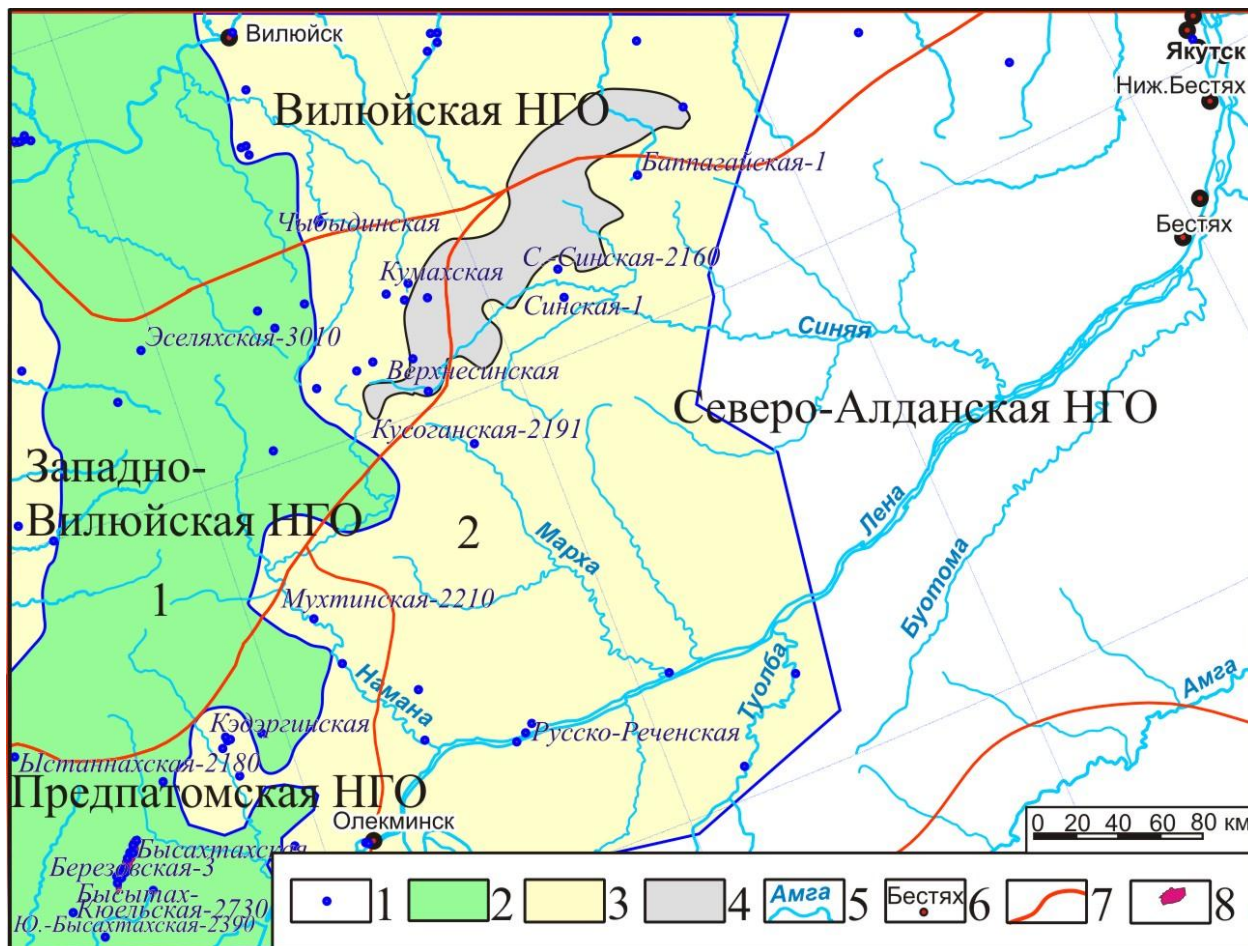 Вилюйск
Якутск
Ниж.Бестях
Вилюйская НГО
Баппагайская-1
Чыбыдинская
Бестях
С.-Синская-2160
Кумахская
Синская-1
Синяя
Эселяхская-3010
Верхнесинская
Северо-Алданская НГО
Кусоганская-2191
Западно-
Вилюйская НГО
Лена
2
Марха
Буотома
1
Мухтинская-2210
Туолба
Амга
Намана
Кэдэргинская
Русско-Реченская
Ыстаннахская-2180
Предпатомская НГО
Олекминск
0 20 40 60 80 км
Бысахтахская
Березовская-3
Бысытах-
Кюельская-2730
Ю.-Бысахтахская-2390
1 2 3 4 Амга 5 Бестях 6 7 8